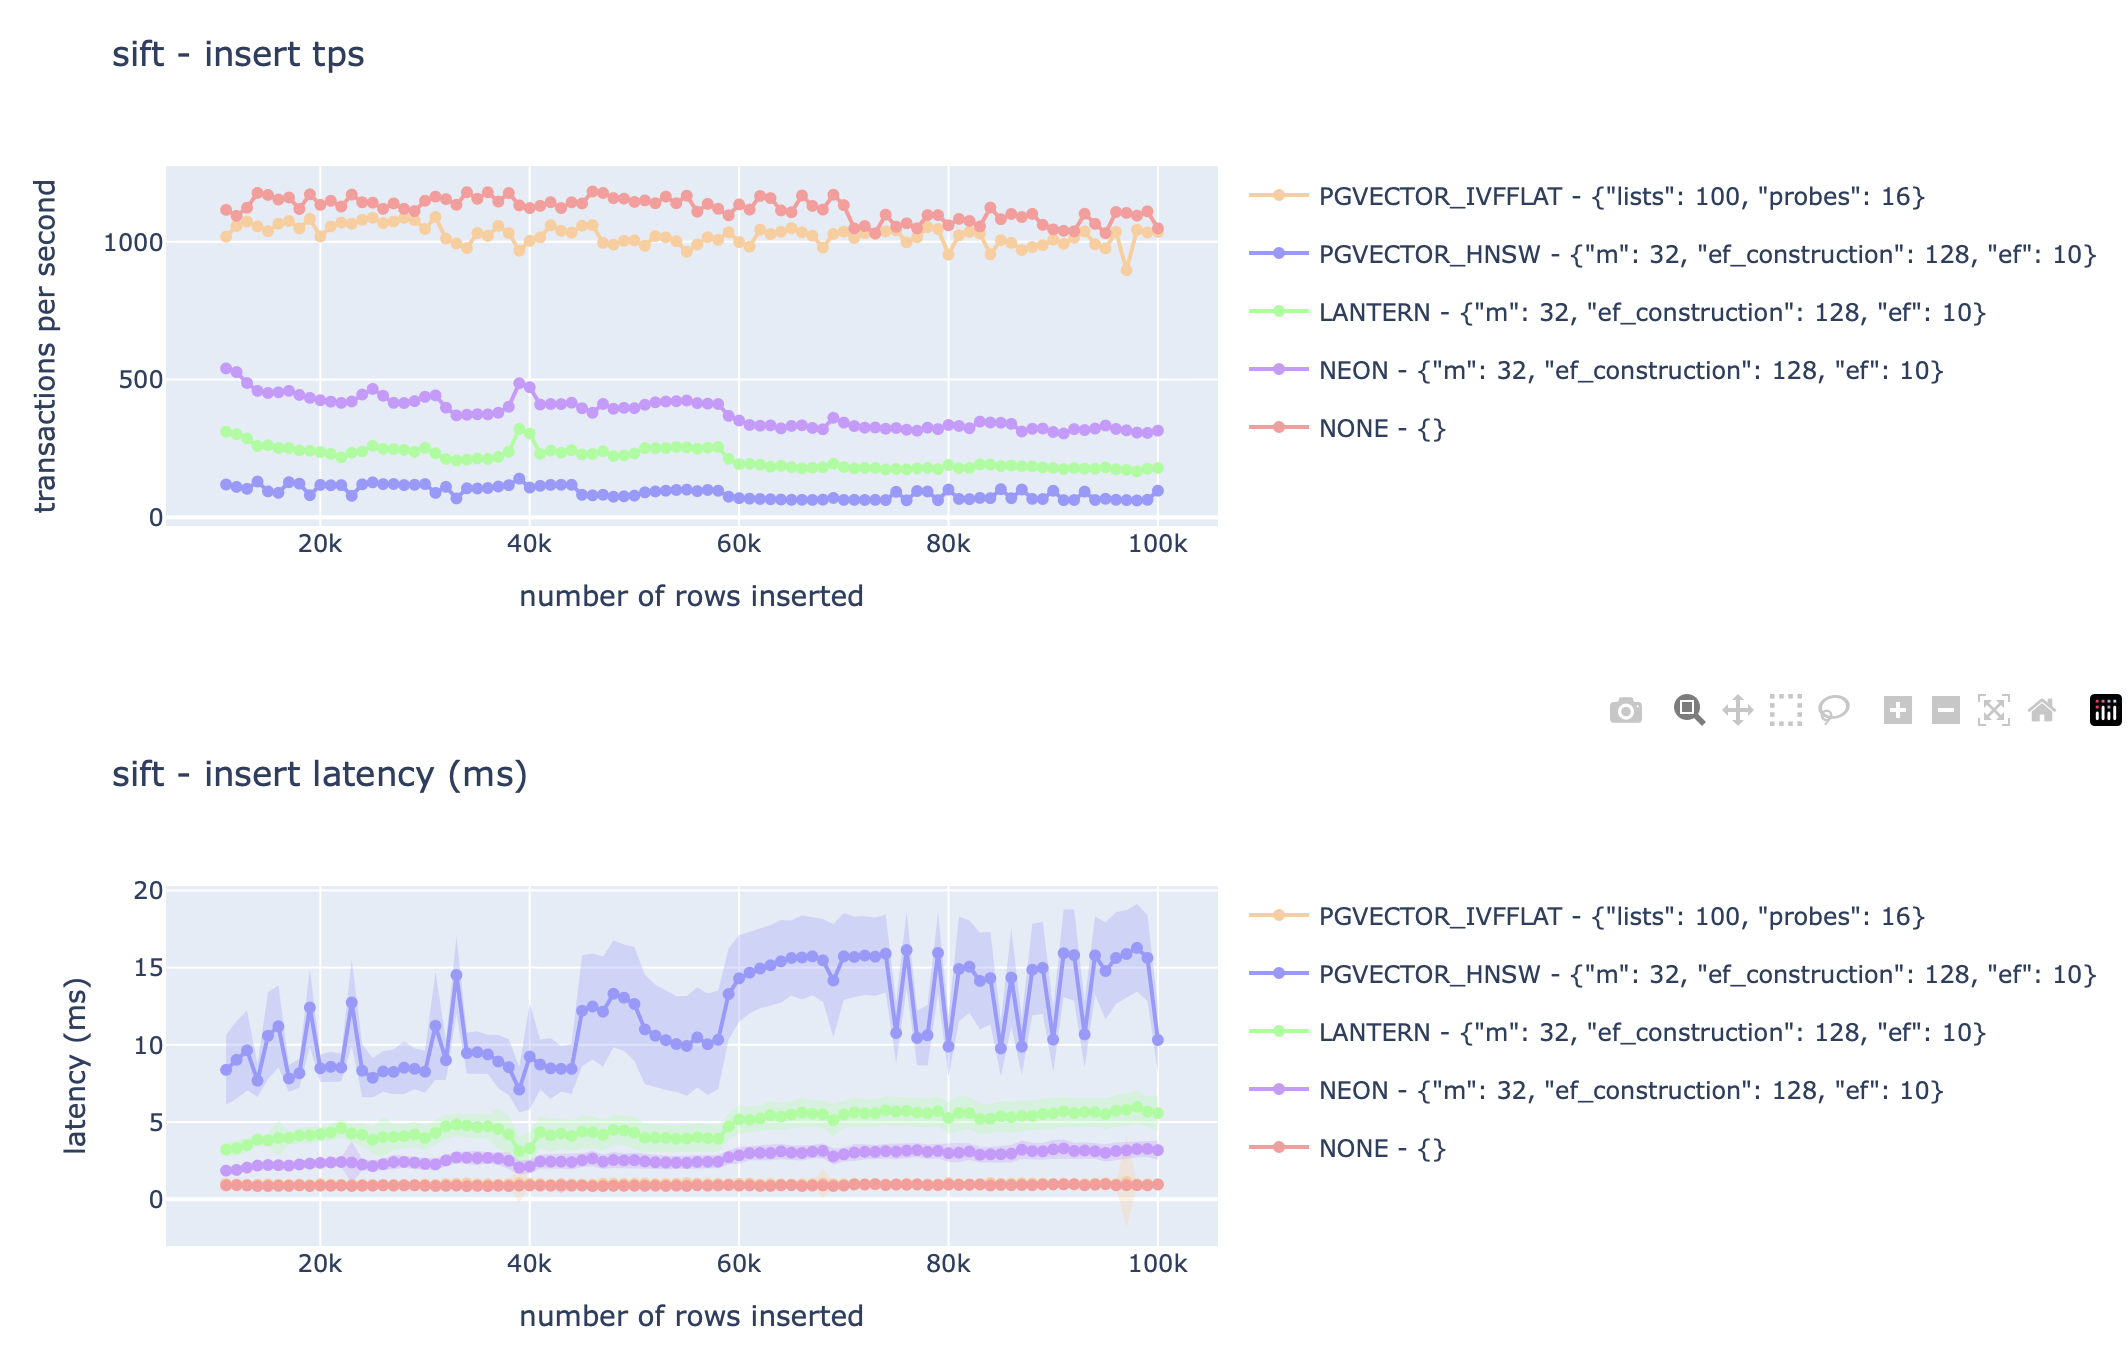 sift - insert tps
transactions per second
1000
500
0
20k 40k 60k 80k 100k
number of rows inserted
PGVECTOR_IVFFLAT - {"lists": 100, "probes": 16}
PGVECTOR_HNSW - {"m": 32, "ef_construction": 128, "ef": 10}
LANTERN - {"m": 32, "ef_construction": 128, "ef": 10}
NEON - {"m": 32, "ef_construction": 128, "ef": 10}
NONE - {}
sift - insert latency (ms)
latency (ms)
20
15
10
5
0
20k 40k 60k 80k 100k
number of rows inserted
PGVECTOR_IVFFLAT - {"lists": 100, "probes": 16}
PGVECTOR_HNSW - {"m": 32, "ef_construction": 128, "ef": 10}
LANTERN - {"m": 32, "ef_construction": 128, "ef": 10}
NEON - {"m": 32, "ef_construction": 128, "ef": 10}
NONE - {}